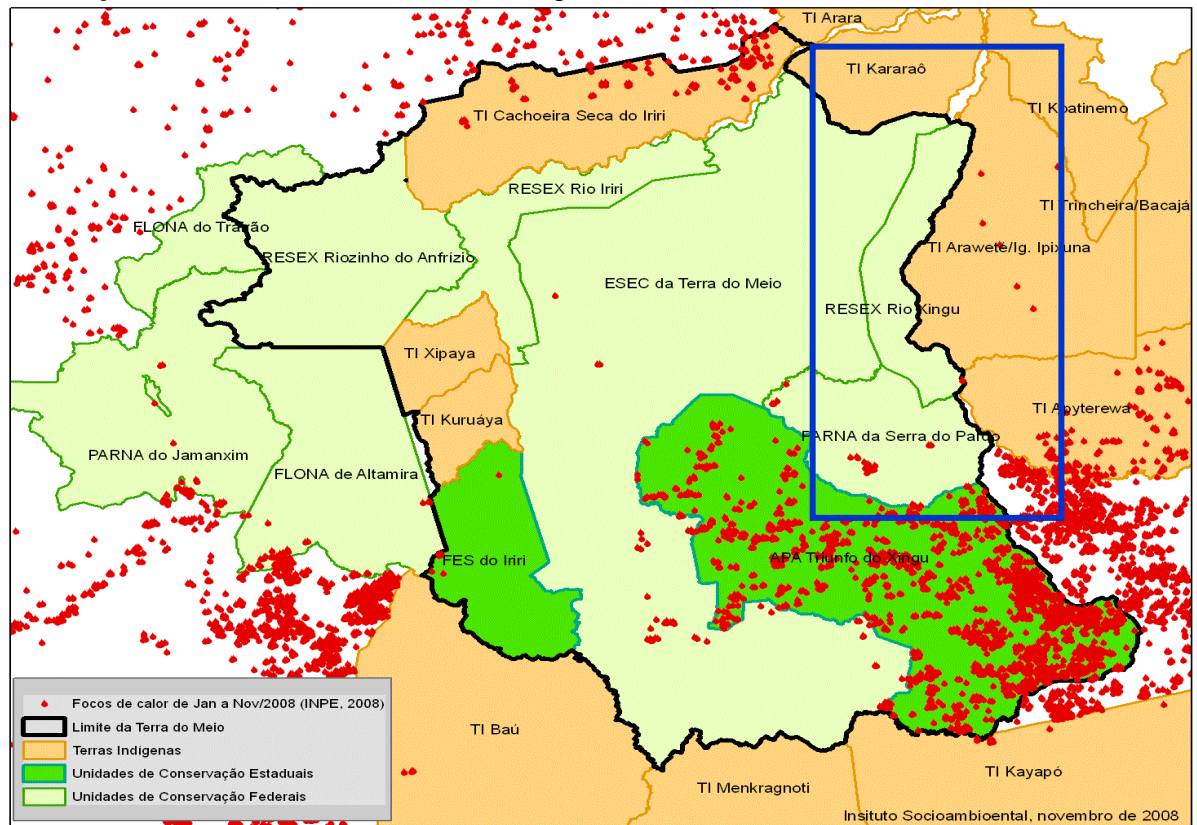 TI Arara
TI Kararaô
TI Koatinemo
TI Cachoeira Seca do Iriri
RESEX Rio Iriri
TI Trincheira/Bacajá
FLONA do Trairão
RESEX Riozinho do Anfrízio
TI Araweté/Ig. Ipixuna
ESEC da Terra do Meio
RESEX Rio Xingu
TI Xipaya
TI Kuruáya
TI Apyterewa
PARNA da Serra do Pardo
PARNA do Jamanxim
FLONA de Altamira
FES do Iriri
APA Triunfo do Xingu
TI Baú
TI Kayapó
TI Menkragnoti
Focos de calor de Jan a Nov/2008 (INPE, 2008)
Limite da Terra do Meio
Terras Indígenas
Unidades de Conservação Estaduais
Unidades de Conservação Federais
Insituto Socioambioental, novembro de 2008